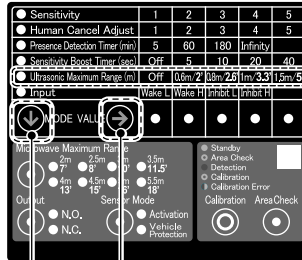 Sensitivity 1 2 3 4 5
Human Cancel Adjust 1 2 3 4 5
Presence Detection Timer (min) 5 60 180 Infinity
Sensitivity Boost Timer (sec) Off 5 10 20 40
Ultrasonic Maximum Range (m) Off 0.6m/2' 0.8m/2.6' 1m/3.3' 1.5m/5'
Input Wake L Wake H Inhibit L Inhibit H
MODE VALUE
Microwave Maximum Range
2m 7' 2.5m 8' 3.5m 11.5'
4m 13' 4.5m 15' 5.5m 18'
Output Sensor Mode
N.O. Activation
N.C. Vehicle Protection
Standby
Area Check
Detection
Calibration
Calibration Error
Calibration Area Check